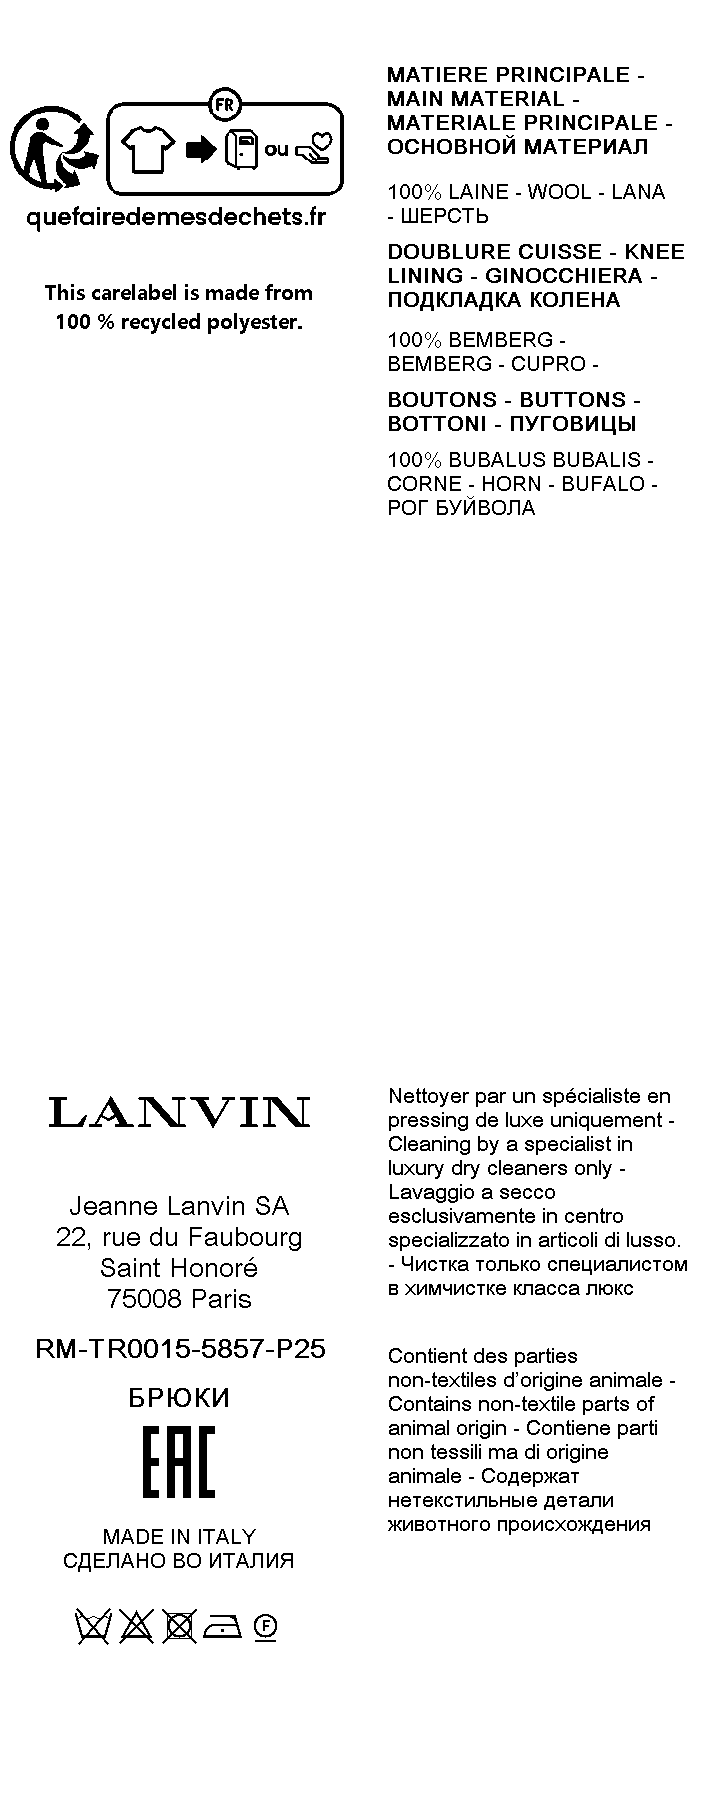 FR
ou
quefairedemesdechets.fr
This carelabel is made from
100 % recycled polyester.
MATIERE PRINCIPALE -
MAIN MATERIAL -
MATERIALE PRINCIPALE -
ОСНОВНОЙ МАТЕРИАЛ
100% LAINE - WOOL - LANA
- ШЕРСТЬ
DOUBLURE CUISSE - KNEE
LINING - GINOCCHIERA -
ПОДКЛАДКА КОЛЕНА
100% BEMBERG -
BEMBERG - CUPRO -
BOUTONS - BUTTONS -
BOTTONI - ПУГОВИЦЫ
100% BUBALUS BUBALIS -
CORNE - HORN - BUFALO -
РОГ БУЙВОЛА
LANVIN
Jeanne Lanvin SA
22, rue du Faubourg
Saint Honoré
75008 Paris
RM-TR0015-5857-P25
БРЮКИ
EAC
MADE IN ITALY
СДЕЛАНО ВО ИТАЛИЯ
F
Nettoyer par un spécialiste en
pressing de luxe uniquement -
Cleaning by a specialist in
luxury dry cleaners only -
Lavaggio a secco
esclusivamente in centro
specializzato in articoli di lusso.
- Чистка только специалистом
в химчистке класса люкс
Contient des parties
non-textiles d’origine animale -
Contains non-textile parts of
animal origin - Contiene parti
non tessili ma di origine
animale - Содержат
нетекстильные детали
животного происхождения